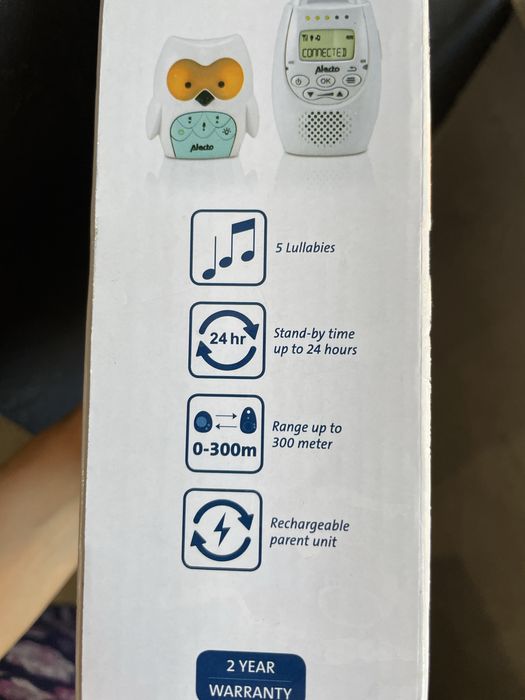 CONNECTED
Alecto
OK
Alecto
5 Lullabies
24 hr
Stand-by time
up to 24 hours
0-300m
Range up to
300 meter
Rechargeable
parent unit
2 YEAR
WARRANTY